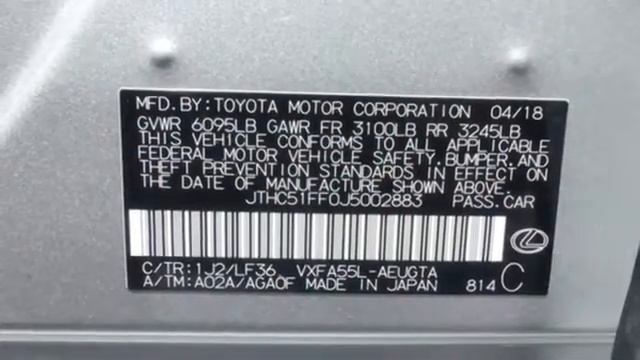 MFD. BY: TOYOTA MOTOR CORPORATION 04/18
GVWR 6095LB GAWR FR 3100LB RR 3245LB
THIS VEHICLE CONFORMS TO ALL APPLICABLE
FEDERAL MOTOR VEHICLE SAFETY, BUMPER, AND
THEFT PREVENTION STANDARDS IN EFFECT ON
THE DATE OF MANUFACTURE SHOWN ABOVE.
JTHC51FF0J5002883 PASS. CAR
C/TR: 1J2/LF36 VXFA55L-AEUGTA
A/TM: A02A/AGA0F MADE IN JAPAN 814 C